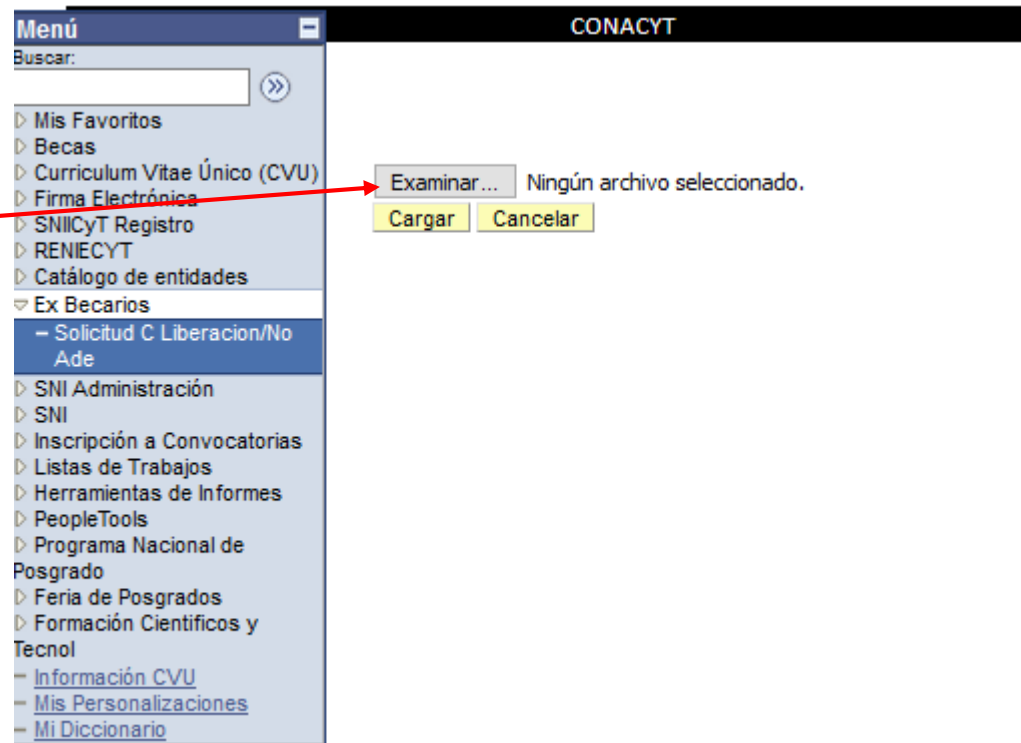 Menú
CONACYT
Buscar:
Mis Favoritos
Becas
Curriculum Vitae Único (CVU)
Firma Electrónica
SNIICyT Registro
RENIECYT
Catálogo de entidades
Ex Becarios
Solicitud C Liberacion/No
Ade
SNI Administración
SNI
Inscripción a Convocatorias
Listas de Trabajos
Herramientas de Informes
PeopleTools
Programa Nacional de
Posgrado
Feria de Posgrados
Formación Cientificos y
Tecnol
Información CVU
Mis Personalizaciones
Mi Diccionario
Examinar... Ningún archivo seleccionado.
Cargar Cancelar